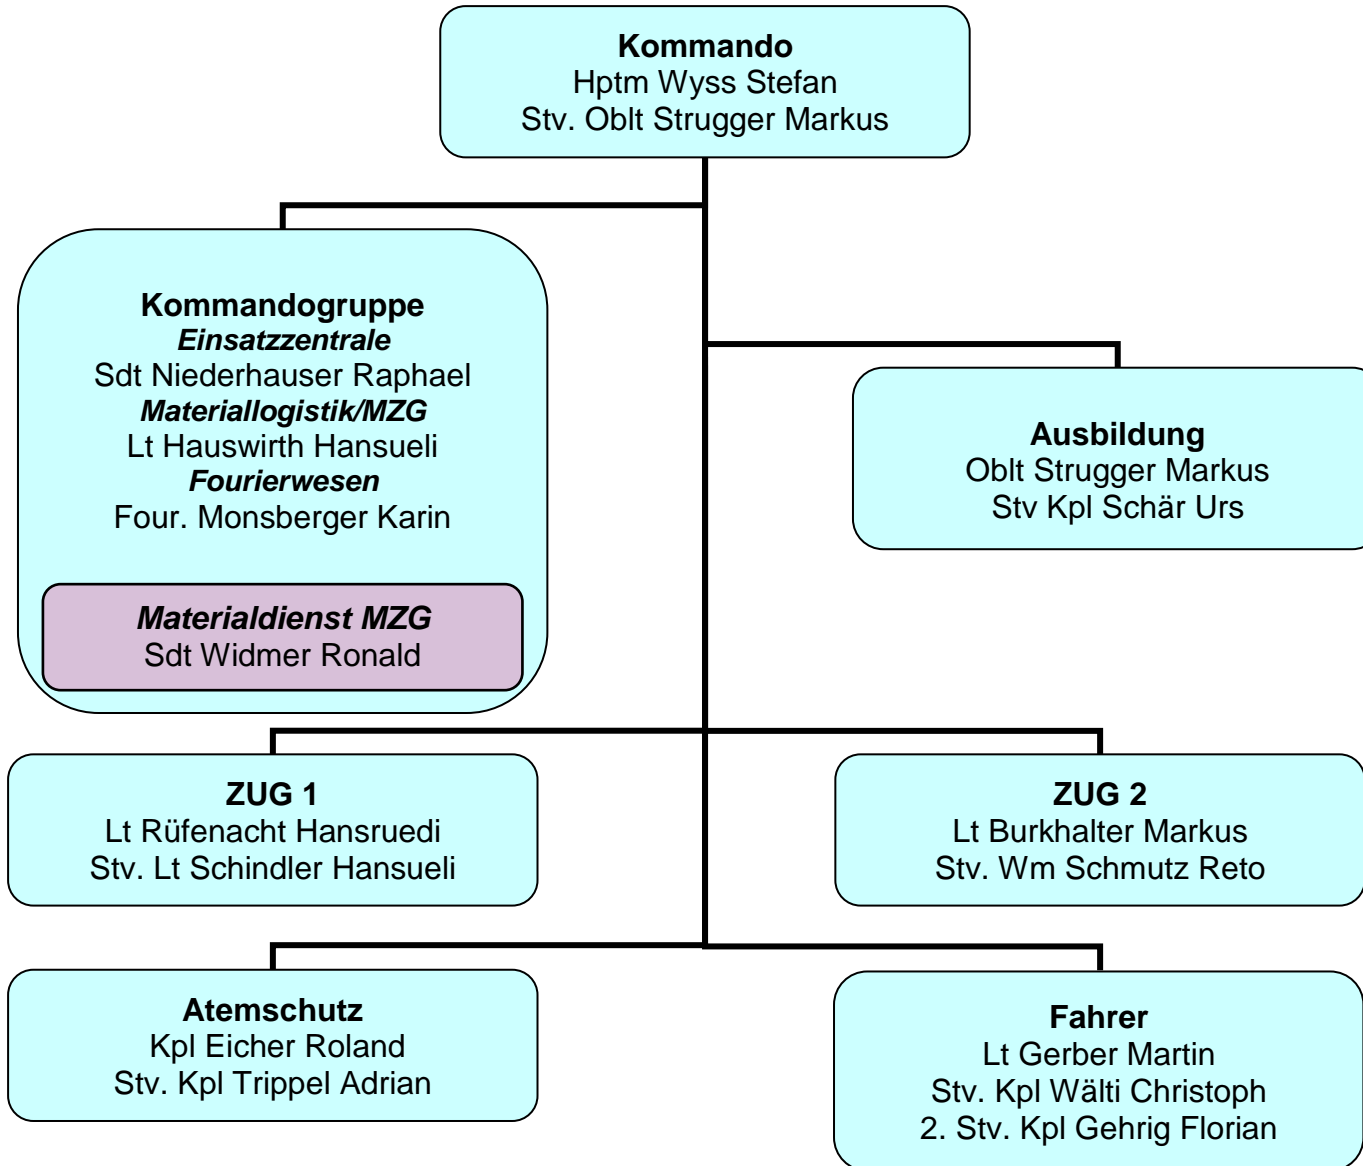 Kommando
Hptm Wyss Stefan
Stv. Oblt Strugger Markus
Kommandogruppe
Einsatzzentrale
Sdt Niederhauser Raphael
Materiallogistik/MZG
Lt Hauswirth Hansueli
Fourierwesen
Four. Monsberger Karin
Materialdienst MZG
Sdt Widmer Ronald
Ausbildung
Oblt Strugger Markus
Stv Kpl Schär Urs
ZUG 1
Lt Rüfenacht Hansruedi
Stv. Lt Schindler Hansueli
ZUG 2
Lt Burkhalter Markus
Stv. Wm Schmutz Reto
Atemschutz
Kpl Eicher Roland
Stv. Kpl Trippel Adrian
Fahrer
Lt Gerber Martin
Stv. Kpl Wälti Christoph
2. Stv. Kpl Gehrig Florian